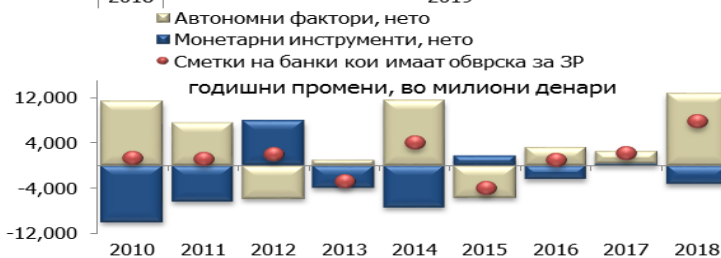 Автономни фактори, нето
Монетарни инструменти, нето
Сметки на банки кои имаат обврска за ЗР
годишни промени, во милиони денари
12,000
4,000
-4,000
-12,000
2010 2011 2012 2013 2014 2015 2016 2017 2018